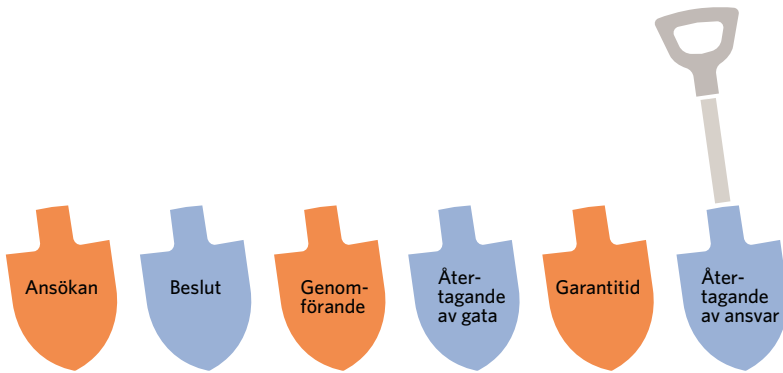 Ansökan
Beslut
Genom-
förande
Åter-
tagande
av gata
Garantitid
Åter-
tagande
av ansvar